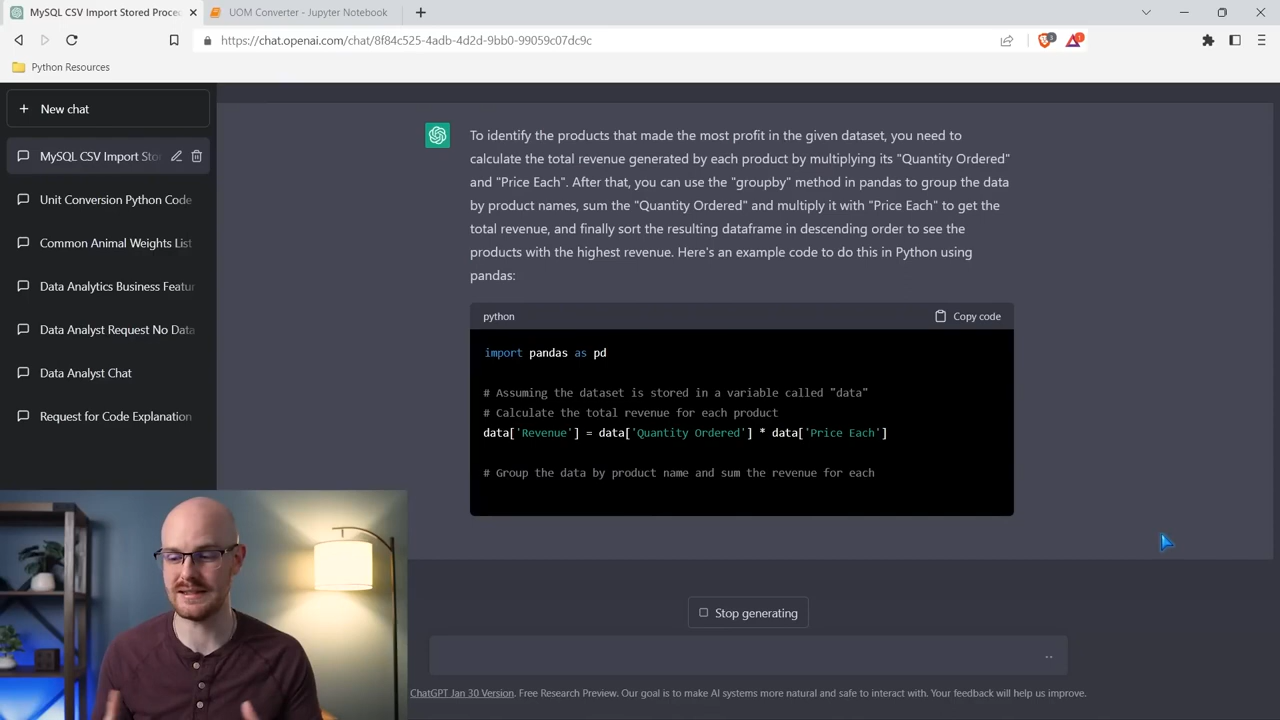 MySQL CSV Import Stored Proce
UOM Converter - Jupyter Notebook
https://chat.openai.com/chat/8f84c525-4adb-4d2d-9bb0-99059c07dc9c
3
1
Python Resources
New chat
MySQL CSV Import Sto
Unit Conversion Python Code
Common Animal Weights List
Data Analytics Business Featur
Data Analyst Request No Data
Data Analyst Chat
Request for Code Explanation
To identify the products that made the most profit in the given dataset, you need to
calculate the total revenue generated by each product by multiplying its "Quantity Ordered"
and "Price Each". After that, you can use the "groupby" method in pandas to group the data
by product names, sum the "Quantity Ordered" and multiply it with "Price Each" to get the
total revenue, and finally sort the resulting dataframe in descending order to see the
products with the highest revenue. Here's an example code to do this in Python using
pandas:
python
Copy code
import pandas as pd
# Assuming the dataset is stored in a variable called "data"
# Calculate the total revenue for each product
data['Revenue'] = data['Quantity Ordered'] * data['Price Each']
# Group the data by product name and sum the revenue for each
Stop generating
ChatGPT Jan 30 Version. Free Research Preview. Our goal is to make AI systems more natural and safe to interact with. Your feedback will help us improve.